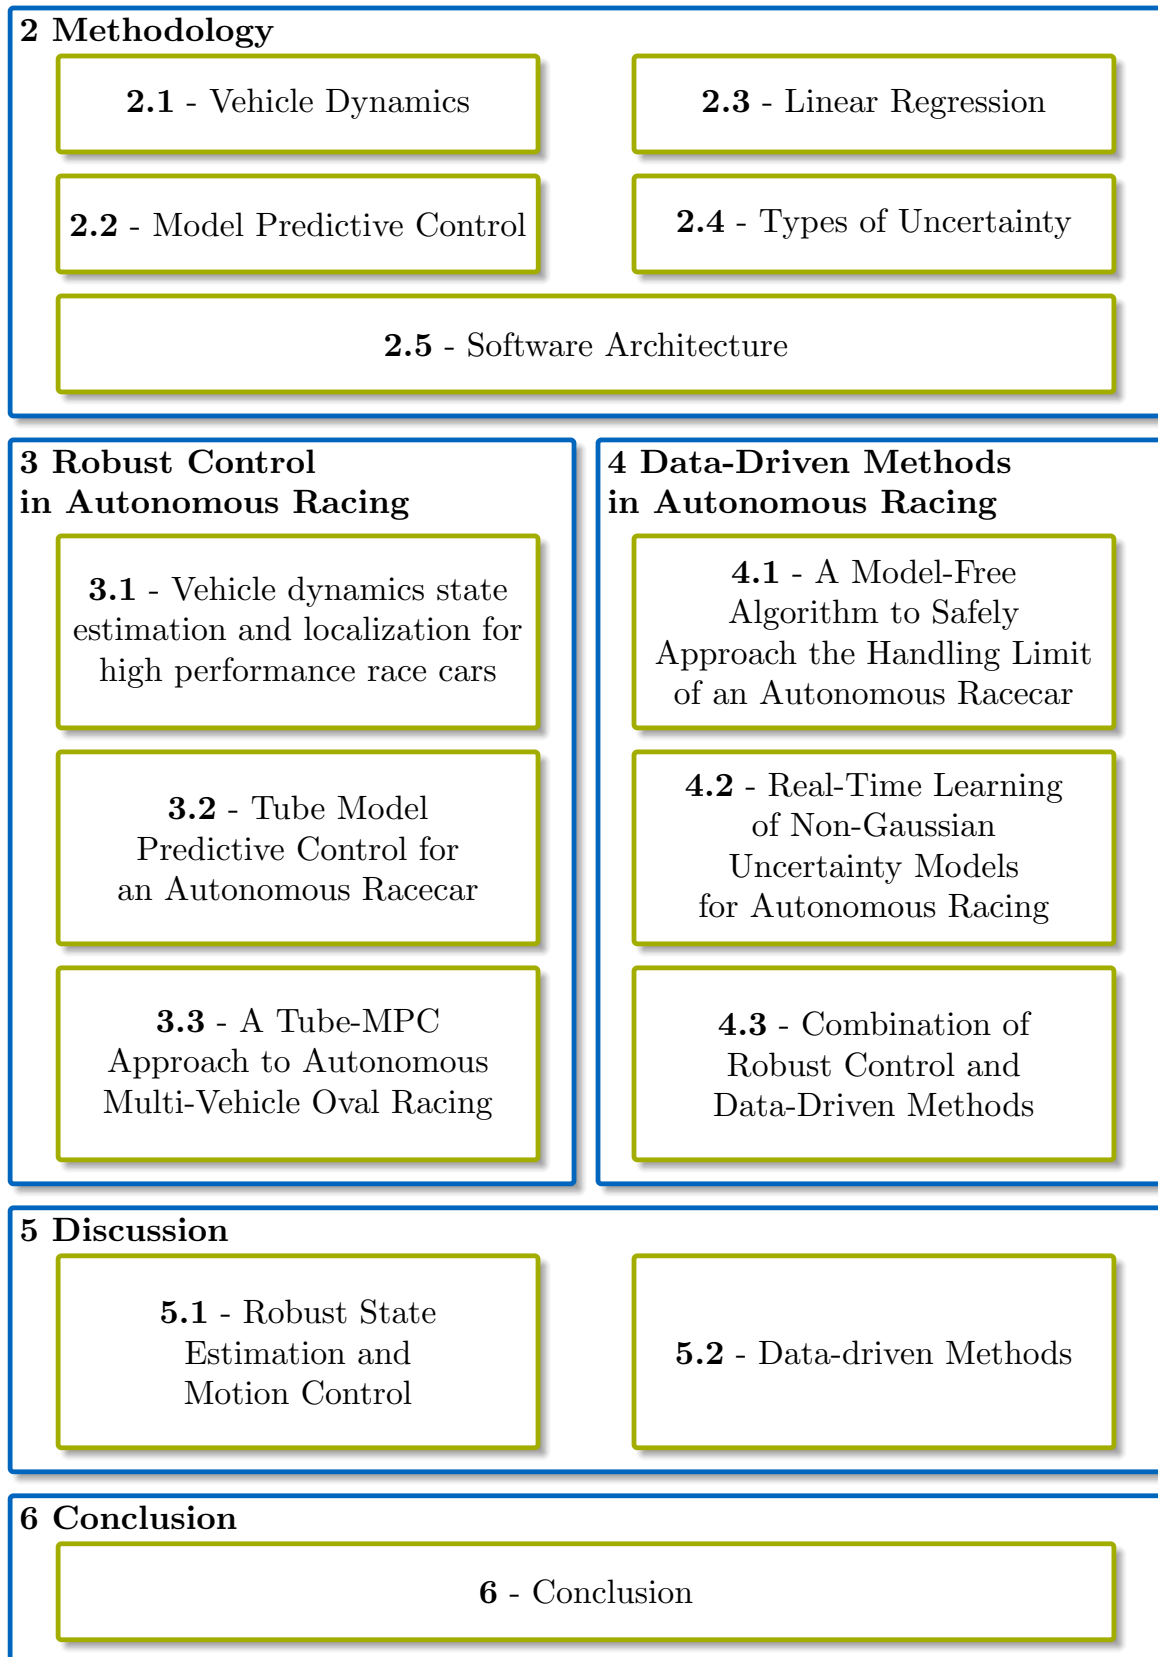 2 Methodology
2.1 - Vehicle Dynamics
2.3 - Linear Regression
2.2 - Model Predictive Control
2.4 - Types of Uncertainty
2.5 - Software Architecture
3 Robust Control
in Autonomous Racing
3.1 - Vehicle dynamics state
estimation and localization for
high performance race cars
3.2 - Tube Model
Predictive Control for
an Autonomous Racecar
3.3 - A Tube-MPC
Approach to Autonomous
Multi-Vehicle Oval Racing
4 Data-Driven Methods
in Autonomous Racing
4.1 - A Model-Free
Algorithm to Safely
Approach the Handling Limit
of an Autonomous Racecar
4.2 - Real-Time Learning
of Non-Gaussian
Uncertainty Models
for Autonomous Racing
4.3 - Combination of
Robust Control and
Data-Driven Methods
5 Discussion
5.1 - Robust State
Estimation and
Motion Control
5.2 - Data-driven Methods
6 Conclusion
6 - Conclusion